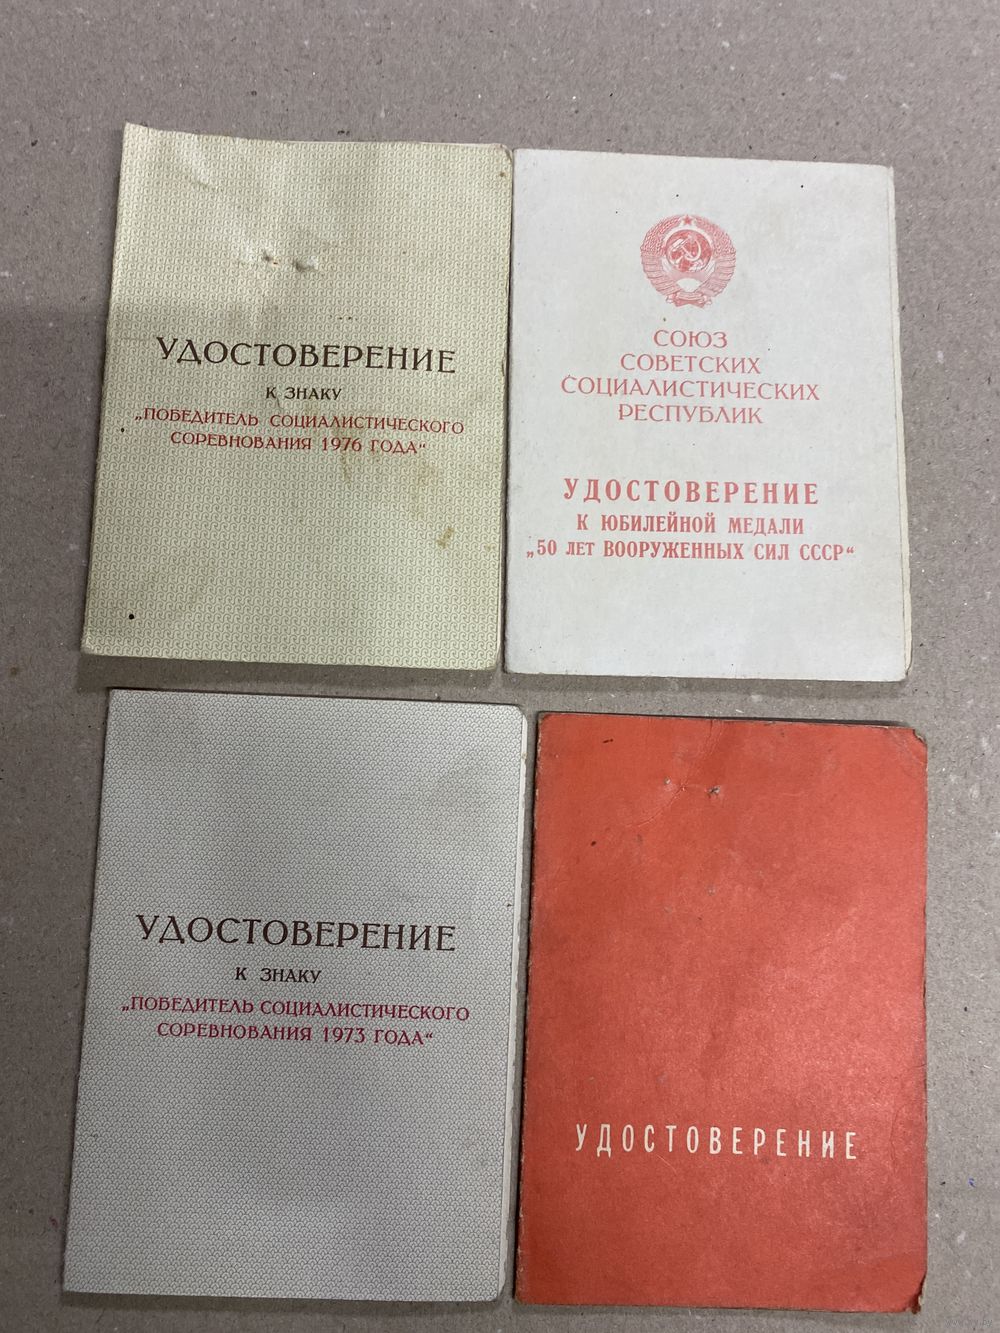 УДОСТОВЕРЕНИЕ
К ЗНАКУ
„ПОБЕДИТЕЛЬ СОЦИАЛИСТИЧЕСКОГО
СОРЕВНОВАНИЯ 1976 ГОДА“
СОЮЗ
СОВЕТСКИХ
СОЦИАЛИСТИЧЕСКИХ
РЕСПУБЛИК
УДОСТОВЕРЕНИЕ
К ЮБИЛЕЙНОЙ МЕДАЛИ
„50 ЛЕТ ВООРУЖЕННЫХ СИЛ СССР“
УДОСТОВЕРЕНИЕ
К ЗНАКУ
„ПОБЕДИТЕЛЬ СОЦИАЛИСТИЧЕСКОГО
СОРЕВНОВАНИЯ 1973 ГОДА“
УДОСТОВЕРЕНИЕ